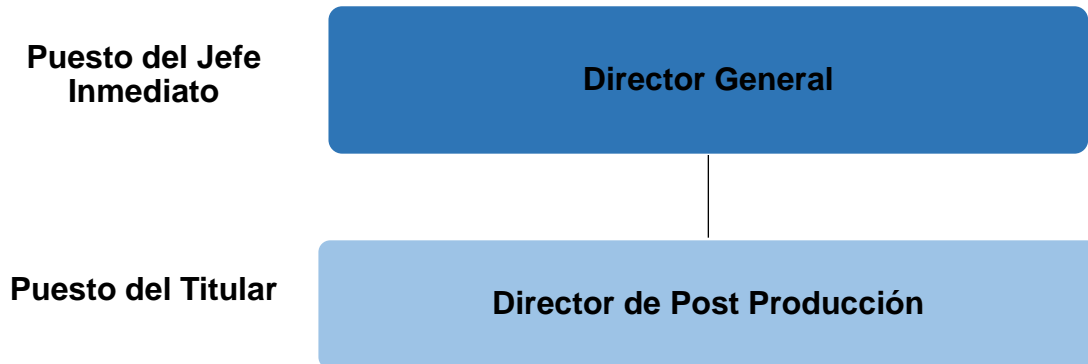 Puesto del Jefe
Inmediato
Director General
Puesto del Titular
Director de Post Producción